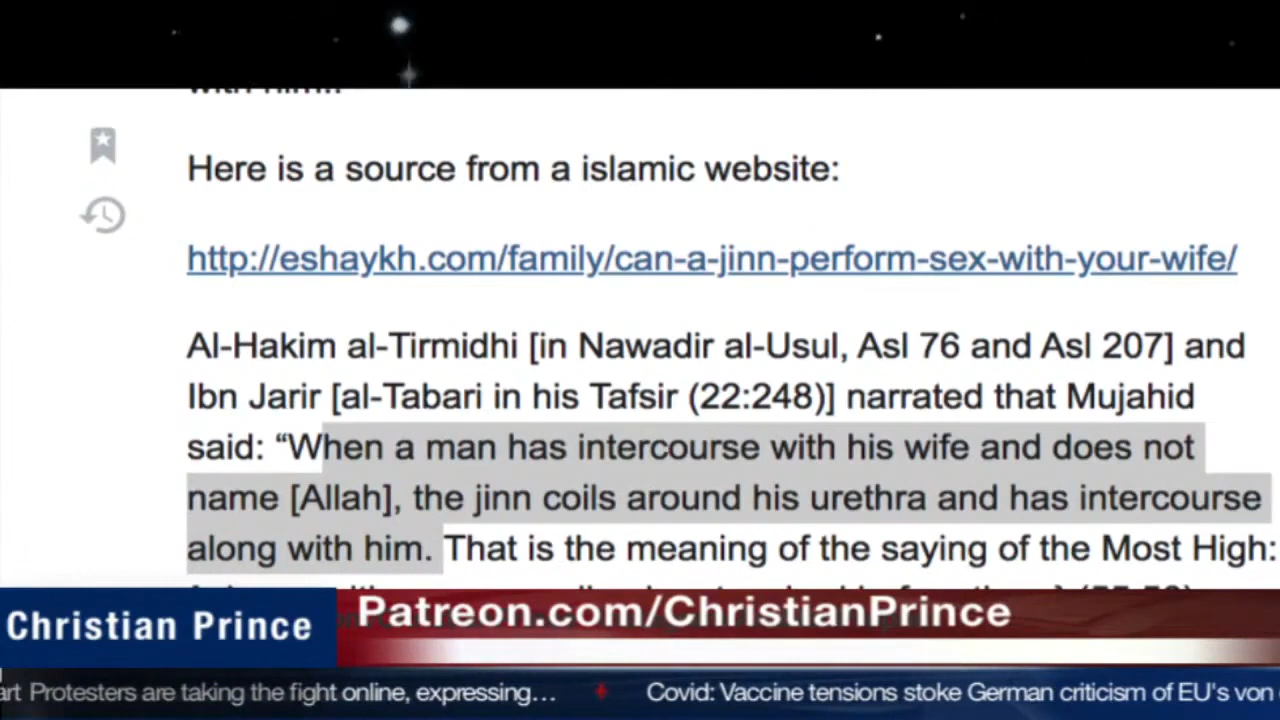 with him...
Here is a source from a islamic website:
http://eshaykh.com/family/can-a-jinn-perform-sex-with-your-wife/
Al-Hakim al-Tirmidhi [in Nawadir al-Usul, Asl 76 and Asl 207] and
Ibn Jarir [al-Tabari in his Tafsir (22:248)] narrated that Mujahid
said: “When a man has intercourse with his wife and does not
name [Allah], the jinn coils around his urethra and has intercourse
along with him. That is the meaning of the saying of the Most High:
Christian Prince
Patreon.com/ChristianPrince
art Protesters are taking the fight online, expressing... Covid: Vaccine tensions stoke German criticism of EU's von